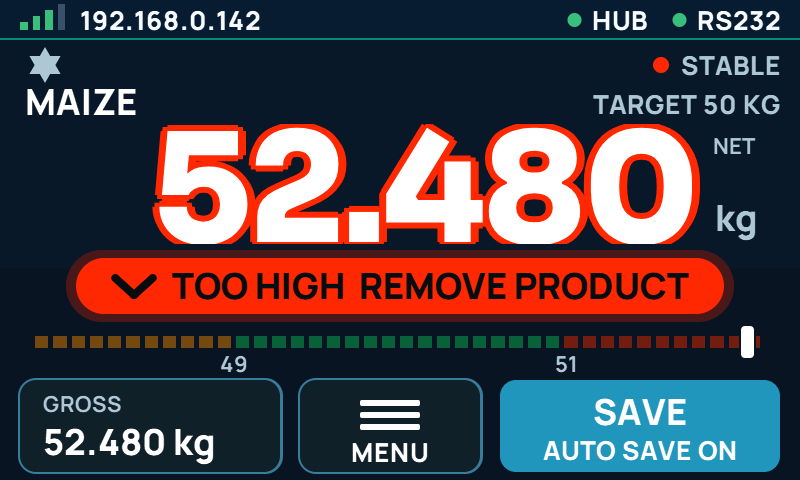 192.168.0.142
HUB
RS232
MAIZE
STABLE
TARGET 50 KG
52.480
NET
kg
TOO HIGH REMOVE PRODUCT
49
51
GROSS
52.480 kg
MENU
SAVE
AUTO SAVE ON